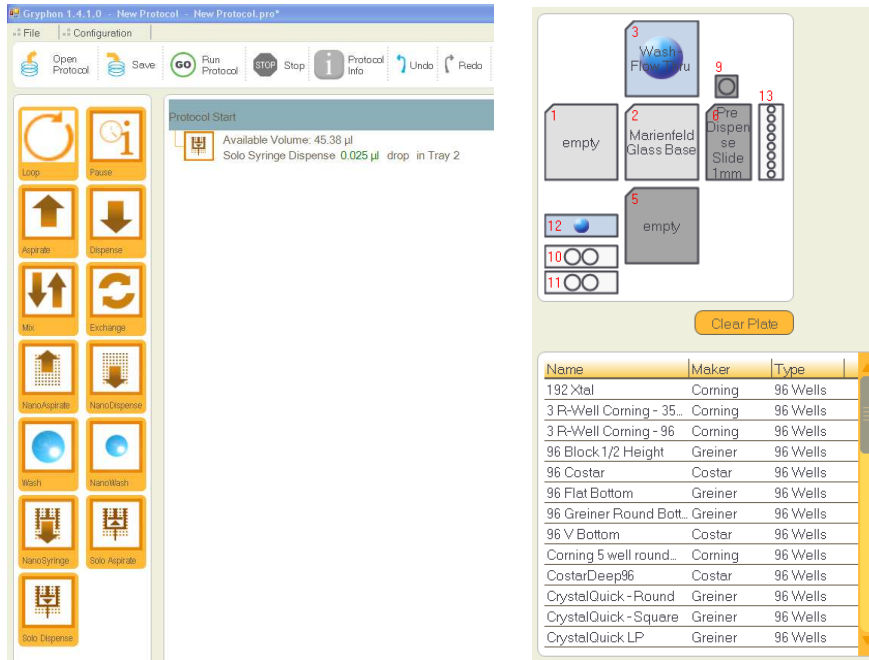 Gryphon 1.4.1.0 - New Protocol - New Protocol.pro*
File
Configuration
Open Protocol
Save
GO
Run Protocol
STOP
Stop
i
Protocol Info
Undo
Redo
Loop
Pause
Aspirate
Dispense
Mix
Exchange
NanoAspirate
NanoDispense
Wash
NanoWash
NanoSyringe
Solo Aspirate
Solo Dispense
Protocol Start
Available Volume: 45.38 µl
Solo Syringe Dispense 0.025 µl drop in Tray 2
3
Wash-
Flow Thru
9
13
1
empty
2
Marienfeld
Glass Base
Pre
Dispen
se
Slide
1mm
5
empty
12
10
11
Clear Plate
Name Maker Type
192 Xtal Corning 96 Wells
3 R-Well Corning - 35... Corning 96 Wells
3 R-Well Corning - 96 Corning 96 Wells
96 Block 1/2 Height Greiner 96 Wells
96 Costar Costar 96 Wells
96 Flat Bottom Greiner 96 Wells
96 Greiner Round Bott... Greiner 96 Wells
96 V Bottom Costar 96 Wells
Corning 5 well round... Corning 96 Wells
CostarDeep96 Costar 96 Wells
CrystalQuick - Round Greiner 96 Wells
CrystalQuick - Square Greiner 96 Wells
CrystalQuick LP Greiner 96 Wells